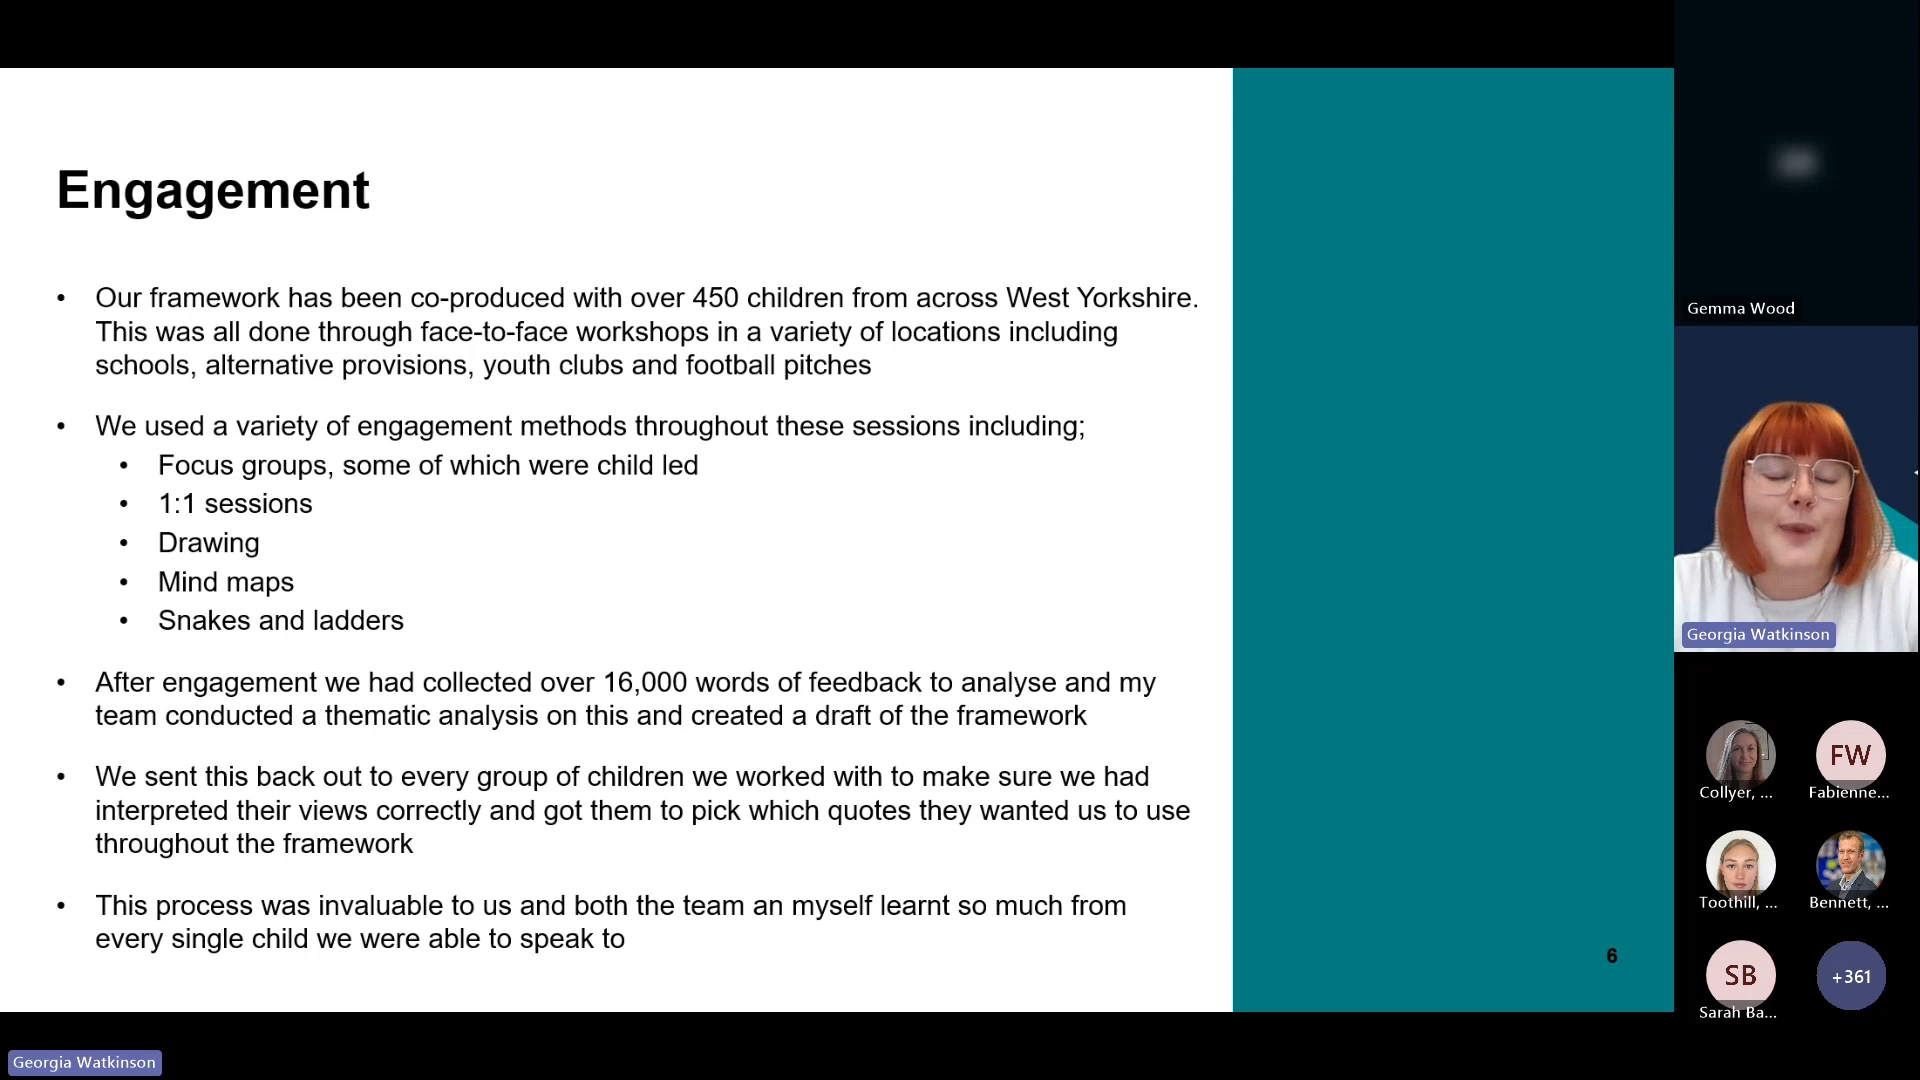 Engagement
• Our framework has been co-produced with over 450 children from across West Yorkshire.
This was all done through face-to-face workshops in a variety of locations including
schools, alternative provisions, youth clubs and football pitches
• We used a variety of engagement methods throughout these sessions including;
• Focus groups, some of which were child led
• 1:1 sessions
• Drawing
• Mind maps
• Snakes and ladders
• After engagement we had collected over 16,000 words of feedback to analyse and my
team conducted a thematic analysis on this and created a draft of the framework
• We sent this back out to every group of children we worked with to make sure we had
interpreted their views correctly and got them to pick which quotes they wanted us to use
throughout the framework
• This process was invaluable to us and both the team an myself learnt so much from
every single child we were able to speak to
6
Gemma Wood
Georgia Watkinson
Collyer, ...
FW
Fabienne...
Toothill, ...
Bennett, ...
SB
Sarah Ba...
+361
Georgia Watkinson